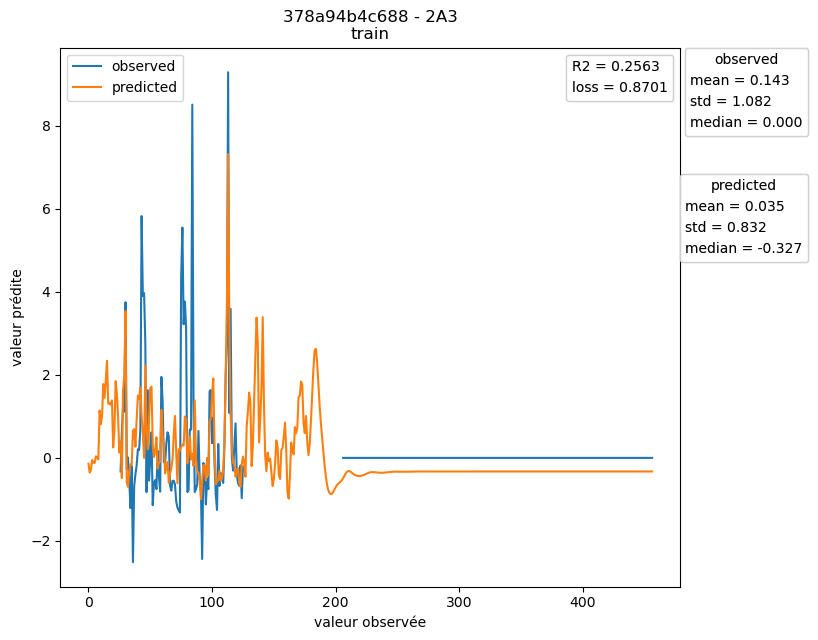 378a94b4c688 - 2A3
train
observed
predicted
R2 = 0.2563
loss = 0.8701
observed
mean = 0.143
std = 1.082
median = 0.000
predicted
mean = 0.035
std = 0.832
median = -0.327
valeur prédite
8
6
4
2
0
−2
0
100
200
300
400
valeur observée